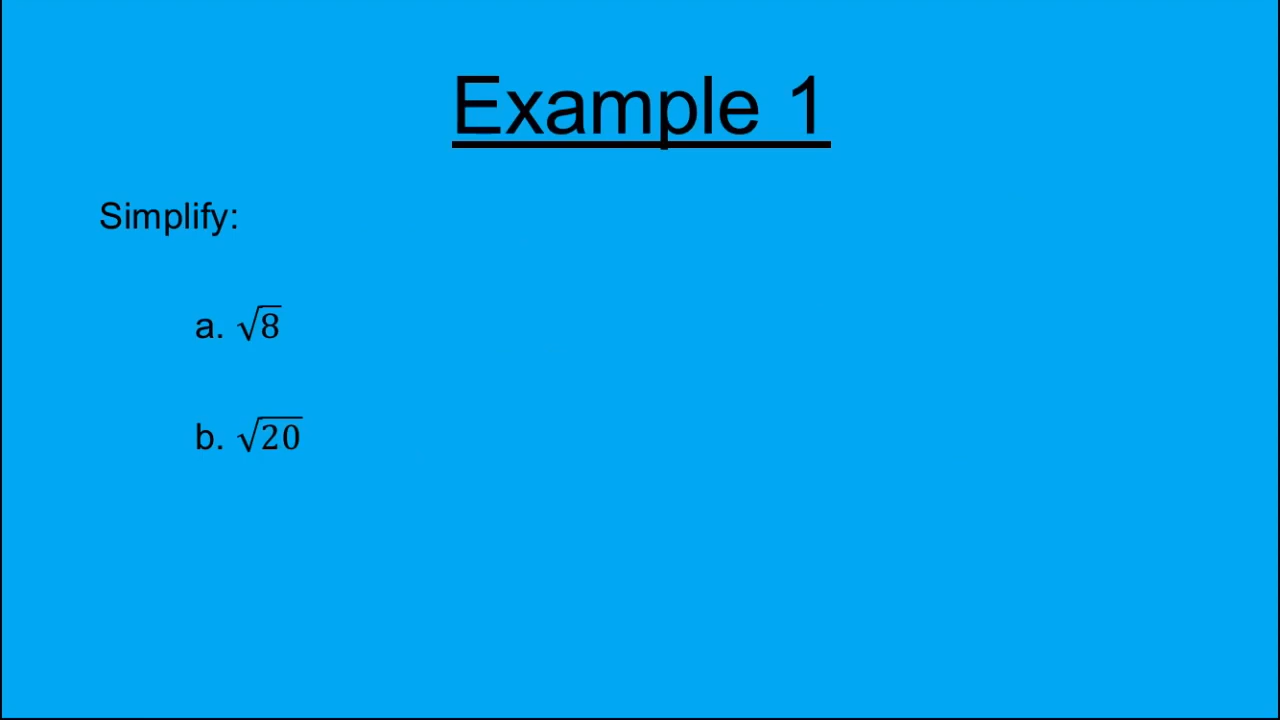 Example 1
Simplify:
a. √8
b. √20